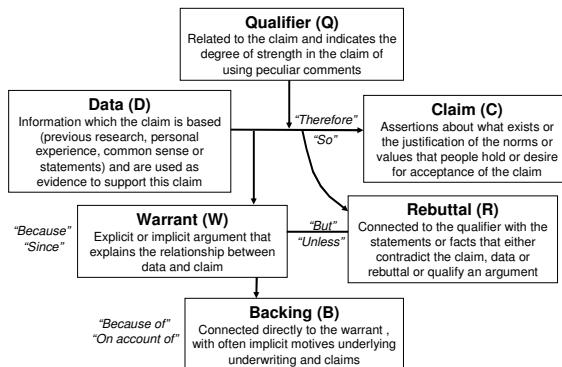 Qualifier (Q)
Related to the claim and indicates the
degree of strength in the claim of
using peculiar comments
Data (D)
Information which the claim is based
(previous research, personal
experience, common sense or
statements) and are used as
evidence to support this claim
“Therefore”
“So”
Claim (C)
Assertions about what exists or
the justification of the norms or
values that people hold or desire
for acceptance of the claim
“Because”
“Since”
Warrant (W)
Explicit or implicit argument that
explains the relationship between
data and claim
“But”
“Unless”
Rebuttal (R)
Connected to the qualifier with the
statements or facts that either
contradict the claim, data or
rebuttal or qualify an argument
“Because of”
“On account of”
Backing (B)
Connected directly to the warrant ,
with often implicit motives underlying
underwriting and claims